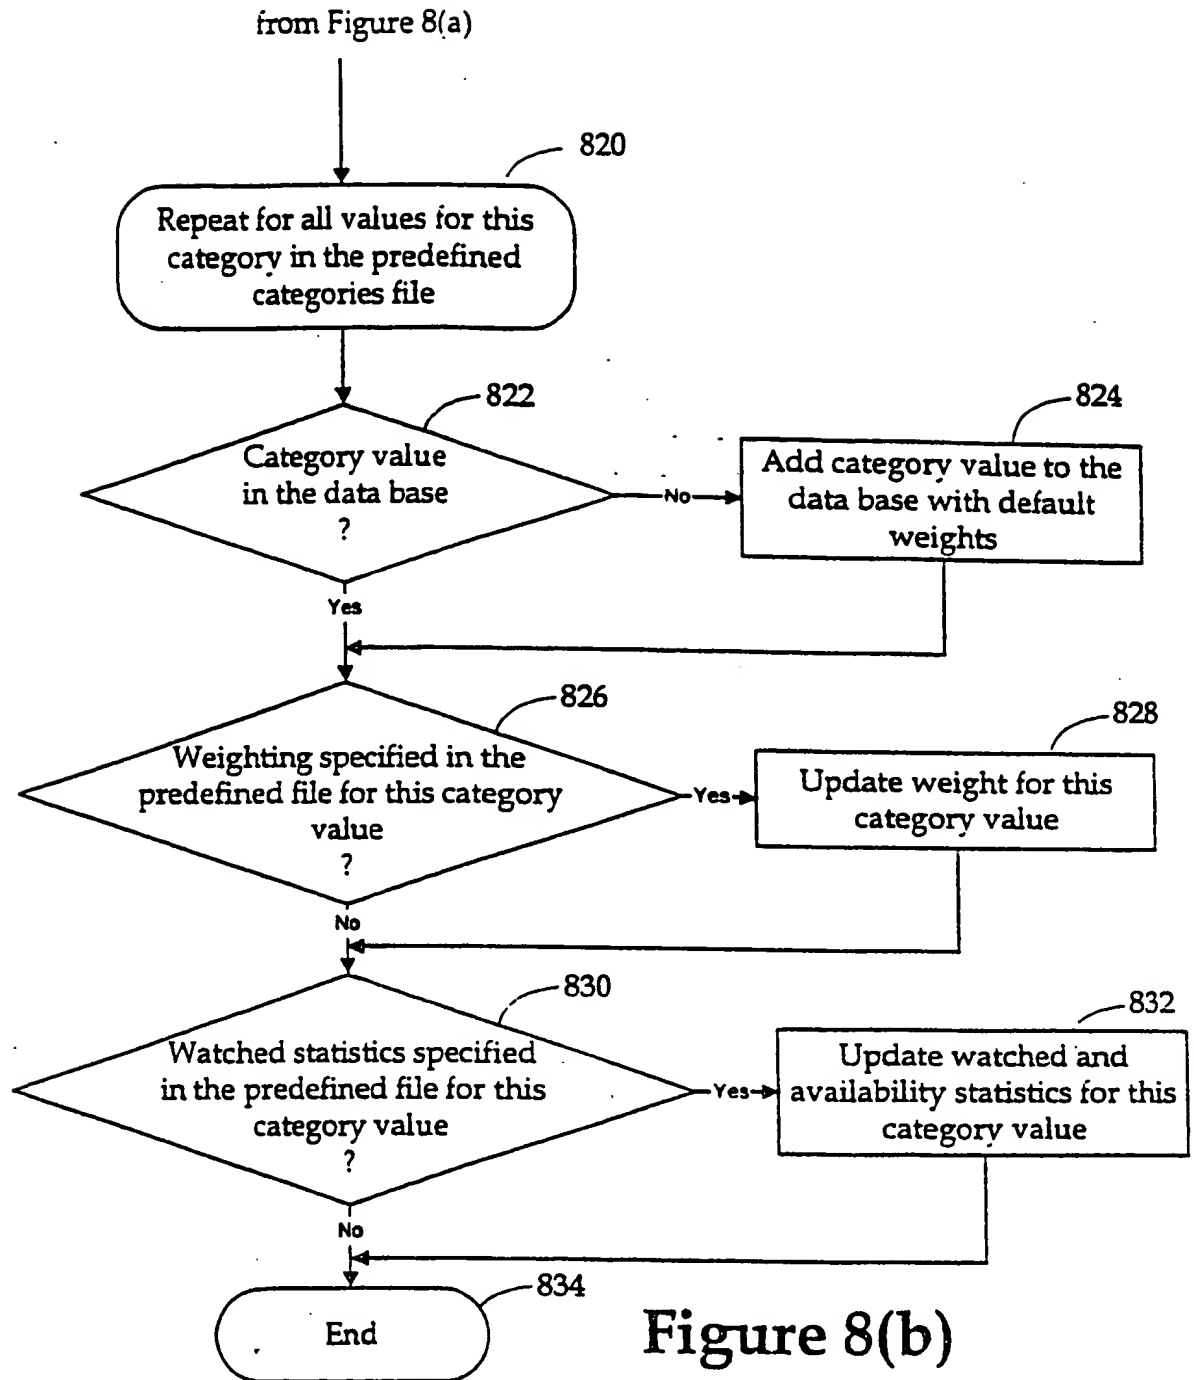 from Figure 8(a)
820
Repeat for all values for this
category in the predefined
categories file
822
Category value
in the data base
?
No
824
Add category value to the
data base with default
weights
Yes
826
Weighting specified in the
predefined file for this category
value
?
Yes
828
Update weight for this
category value
No
830
Watched statistics specified
in the predefined file for this
category value
?
Yes
832
Update watched and
availability statistics for this
category value
No
834
End
Figure 8(b)